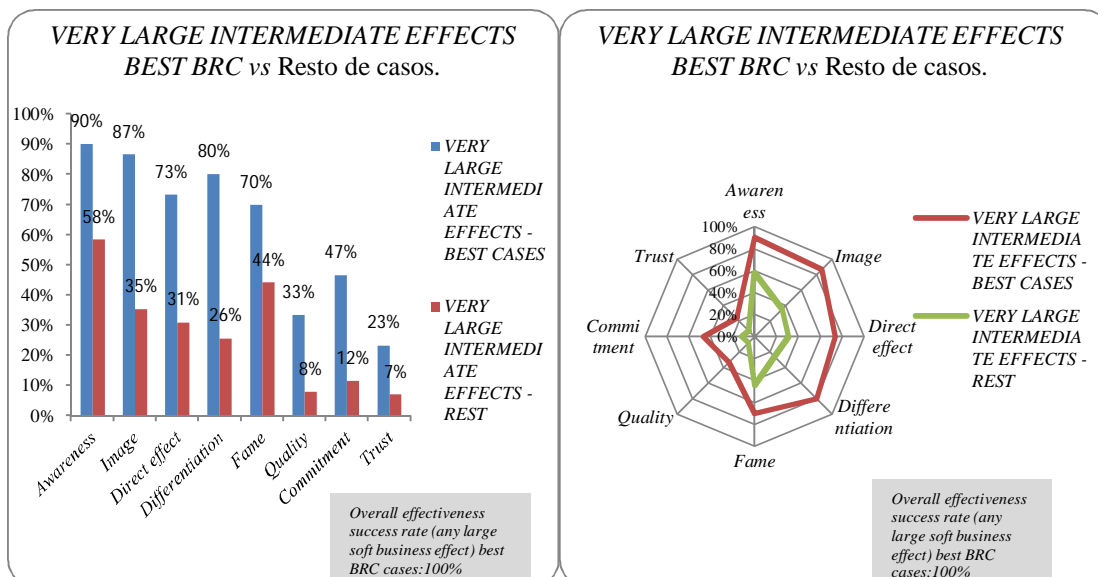 VERY LARGE INTERMEDIATE EFFECTS
BEST BRC vs Resto de casos.
100%
90%
80%
70%
60%
50%
40%
30%
20%
10%
0%
90%
87%
73%
80%
70%
33%
47%
23%
58%
35%
31%
26%
44%
8%
12%
7%
Awareness
Image
Direct effect
Differentiation
Fame
Quality
Commitment
Trust
VERY
LARGE
INTERMEDI
ATE
EFFECTS -
BEST CASES
VERY
LARGE
INTERMEDI
ATE
EFFECTS -
REST
Overall effectiveness
success rate (any large
soft business effect) best
BRC cases:100%
VERY LARGE INTERMEDIATE EFFECTS
BEST BRC vs Resto de casos.
100%
80%
60%
40%
20%
0%
Awaren
ess
Image
Direct
effect
Differe
ntiation
Fame
Quality
Commi
tment
Trust
VERY LARGE
INTERMEDIA
TE EFFECTS -
BEST CASES
VERY LARGE
INTERMEDIA
TE EFFECTS -
REST
Overall effectiveness
success rate (any
large soft business
effect) best BRC
cases:100%